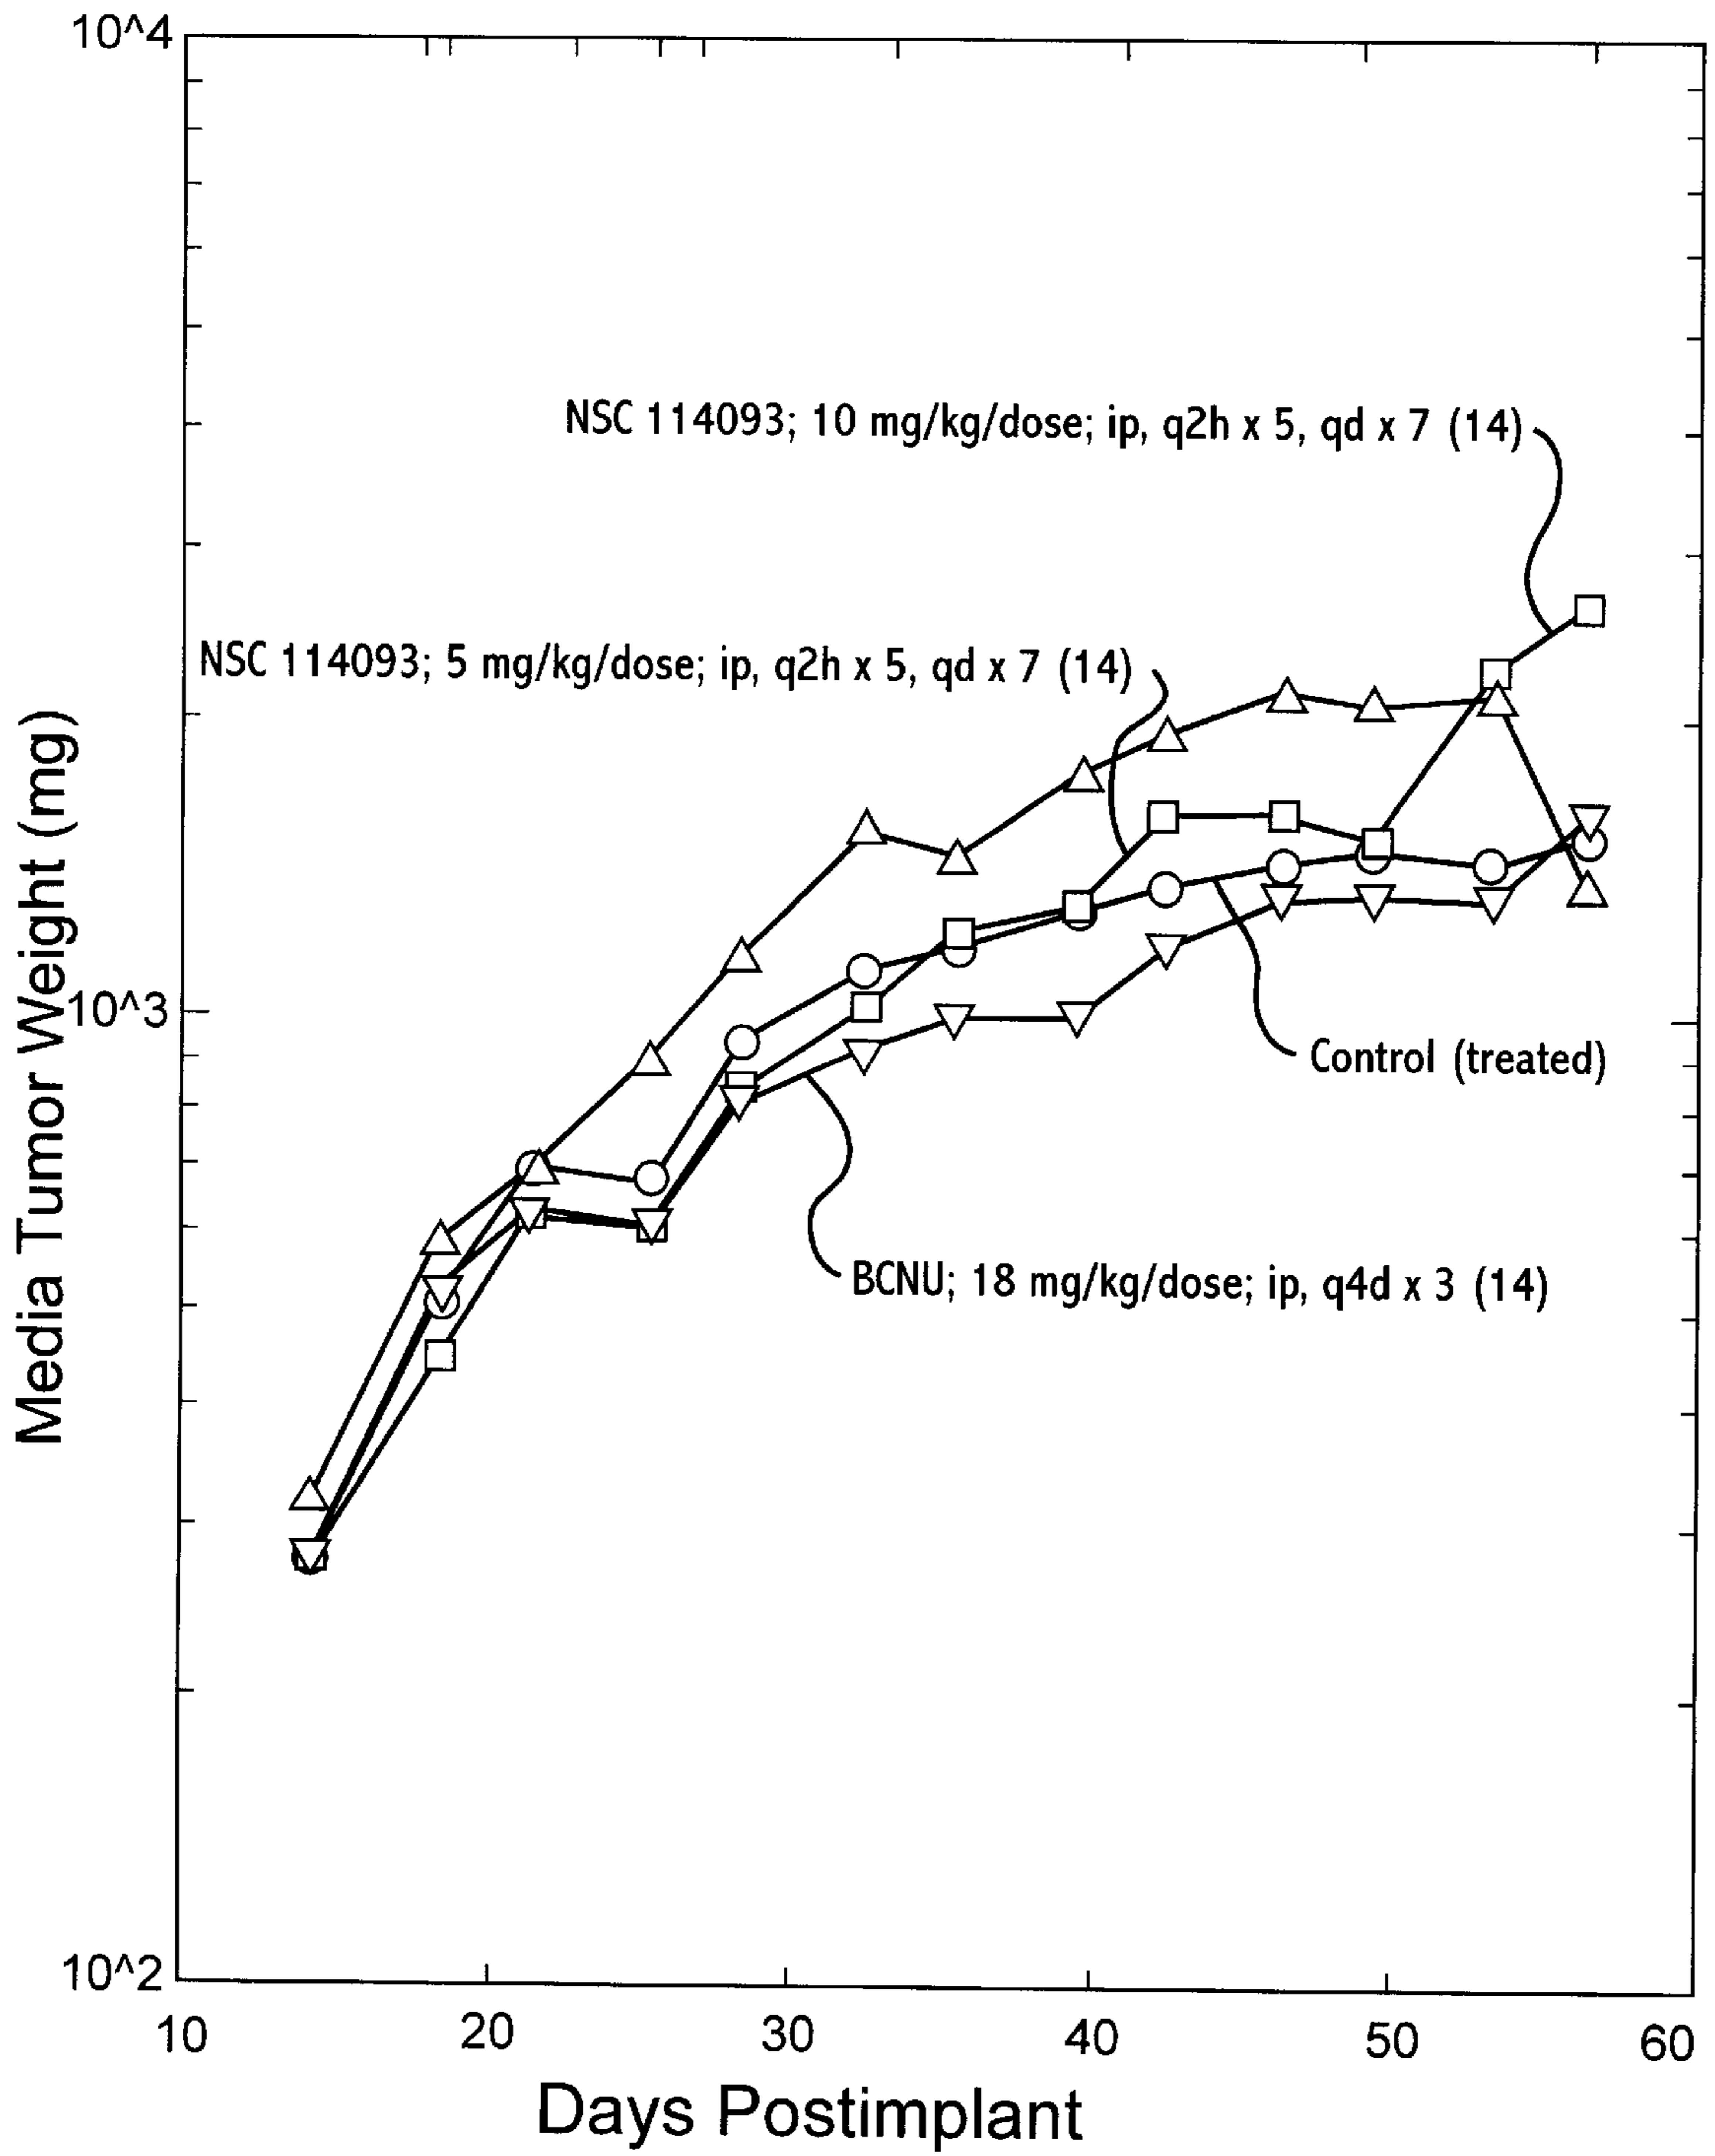 10^4
NSC 114093; 10 mg/kg/dose; ip, q2h x 5, qd x 7 (14)
NSC 114093; 5 mg/kg/dose; ip, q2h x 5, qd x 7 (14)
Media Tumor Weight (mg)
10^3
Control (treated)
BCNU; 18 mg/kg/dose; ip, q4d x 3 (14)
10^2
10 20 30 40 50 60
Days Postimplant